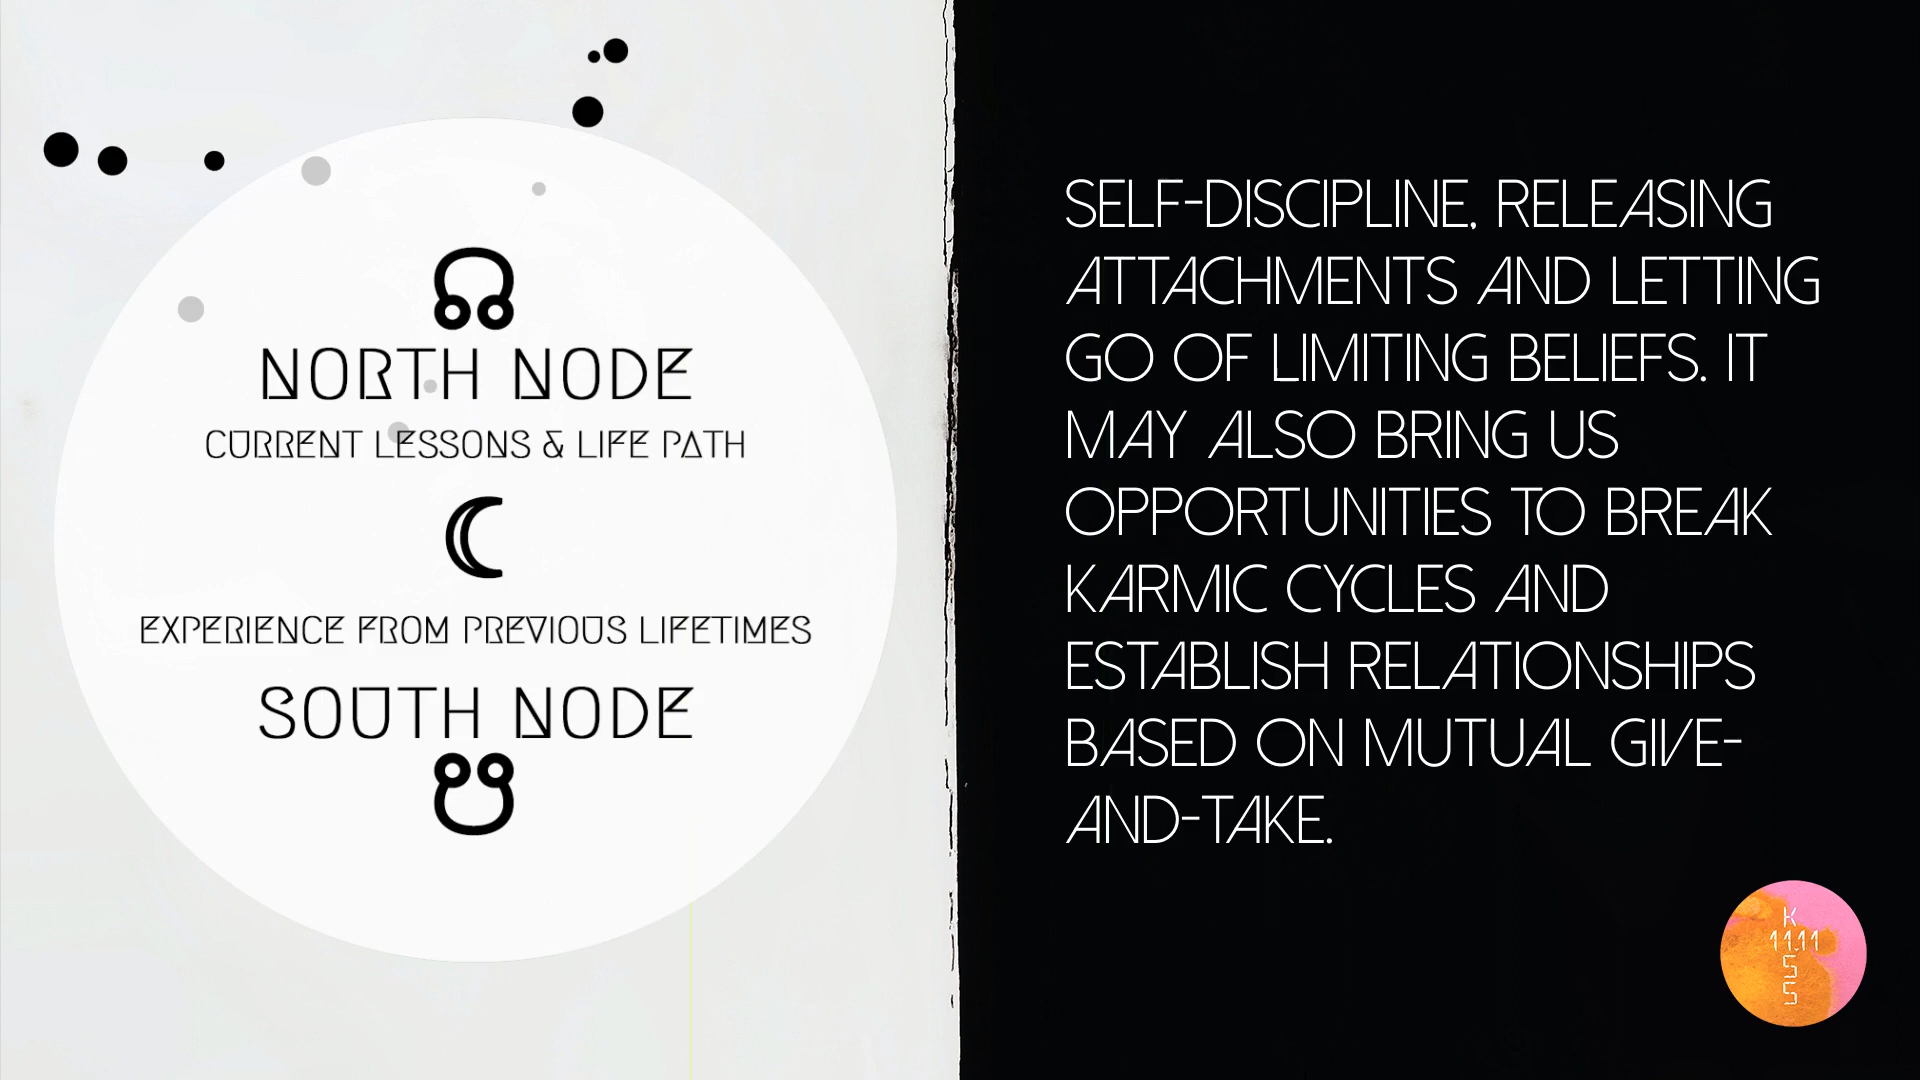 NORTH NODE
CURRENT LESSONS & LIFE PATH
EXPERIENCE FROM PREVIOUS LIFETIMES
SOUTH NODE
SELF-DISCIPLINE, RELEASING
ATTACHMENTS AND LETTING
GO OF LIMITING BELIEFS. IT
MAY ALSO BRING US
OPPORTUNITIES TO BREAK
KARMIC CYCLES AND
ESTABLISH RELATIONSHIPS
BASED ON MUTUAL GIVE-
AND-TAKE.
K
11.11
S
S